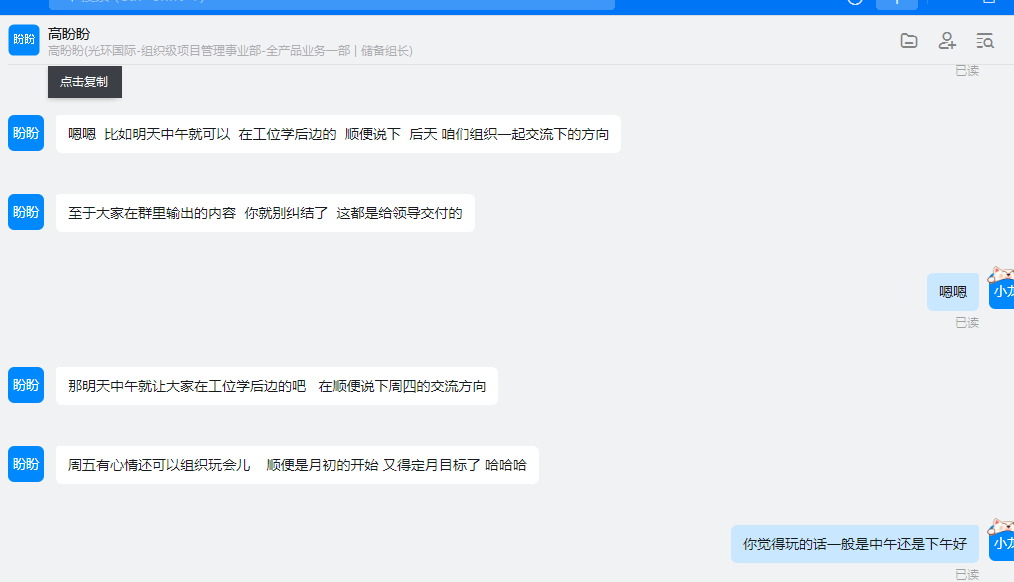 盼盼
高盼盼
高盼盼(光环国际-组织级项目管理事业部-全产品业务一部 | 储备组长)
点击复制
已读
盼盼
嗯嗯 比如明天中午就可以 在工位学后边的 顺便说下 后天 咱们组织一起交流下的方向
盼盼
至于大家在群里输出的内容 你就别纠结了 这都是给领导交付的
嗯嗯
小
已读
盼盼
那明天中午就让大家在工位学后边的吧 在顺便说下周四的交流方向
盼盼
周五有心情还可以组织玩会儿 顺便是月初的开始 又得定月目标了 哈哈哈
你觉得玩的话一般是中午还是下午好
小
已读